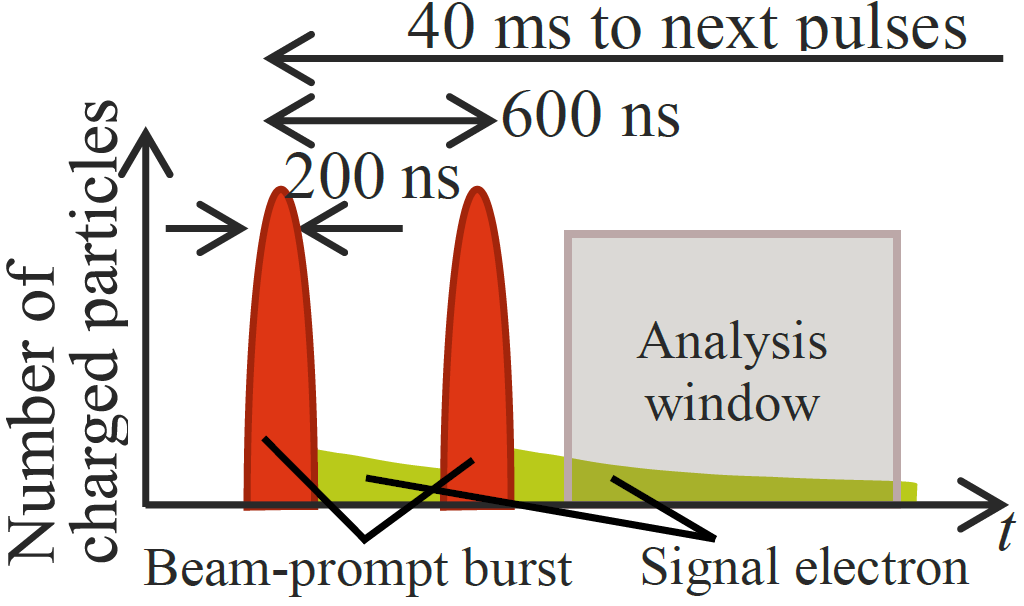 40 ms to next pulses
600 ns
200 ns
Number of
charged particles
Analysis
window
t
Beam-prompt burst
Signal electron